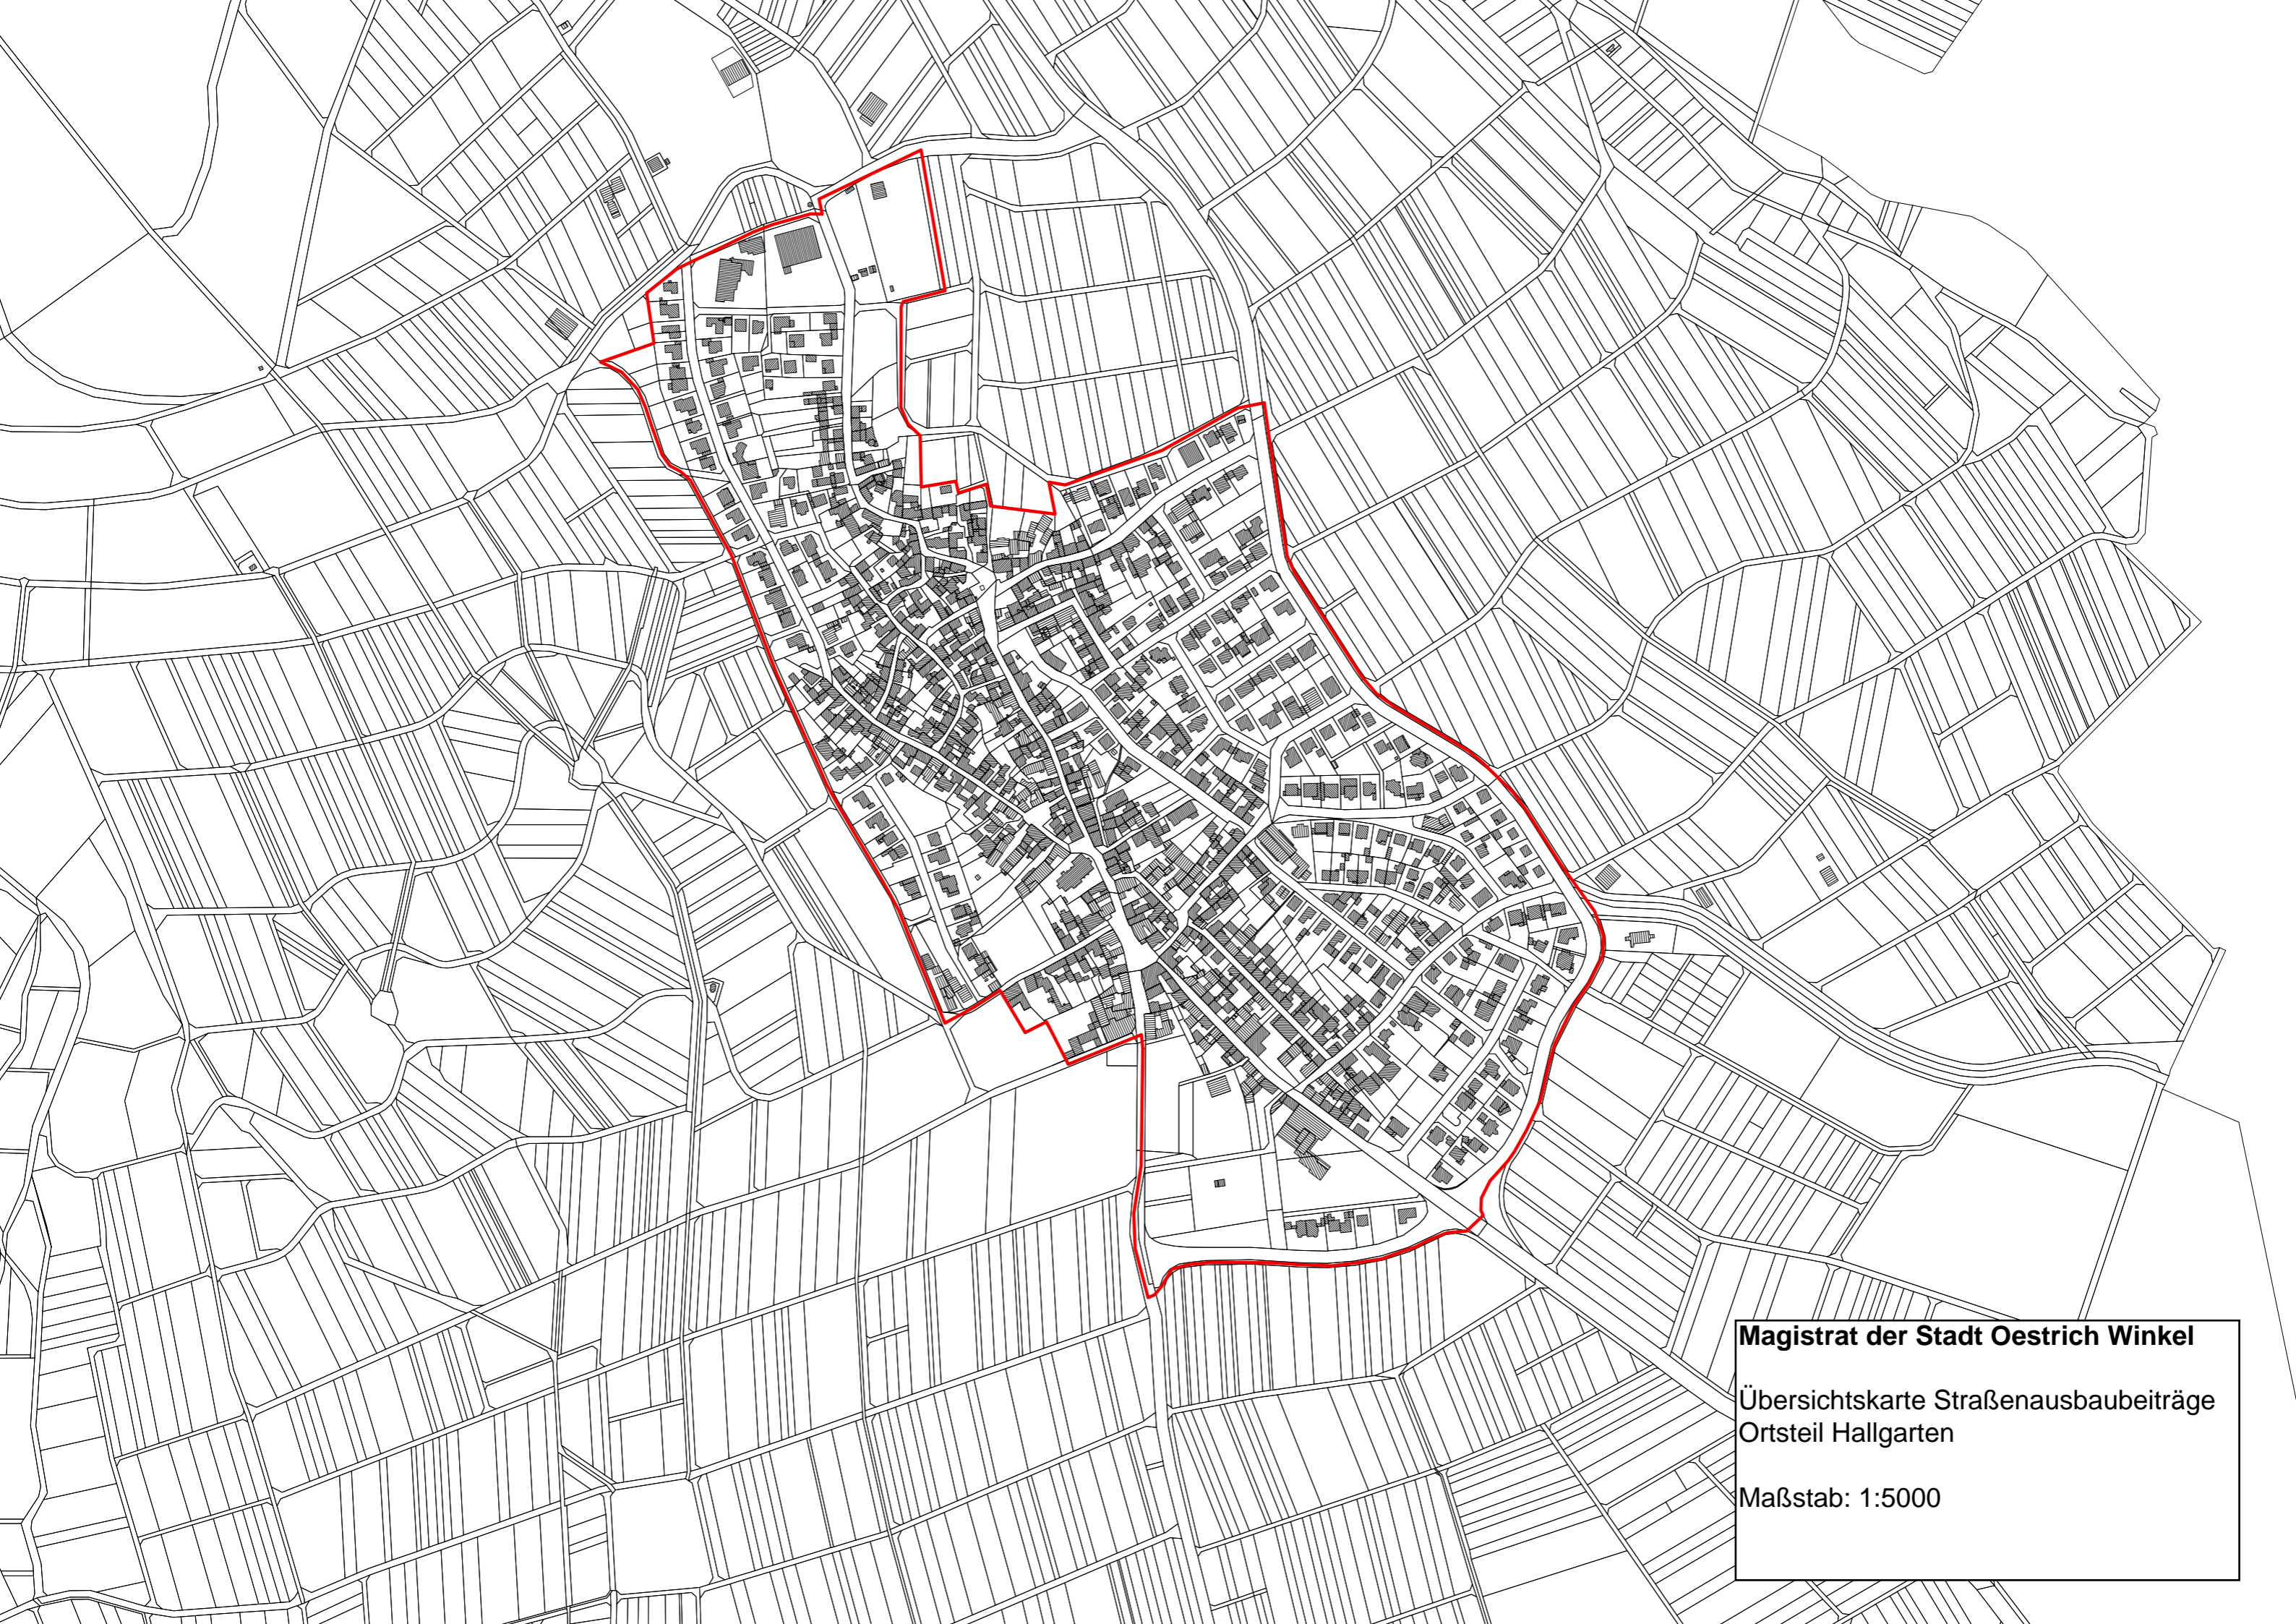 Magistrat der Stadt Oestrich Winkel
Übersichtskarte Straßenausbaubeiträge
Ortsteil Hallgarten
Maßstab: 1:5000